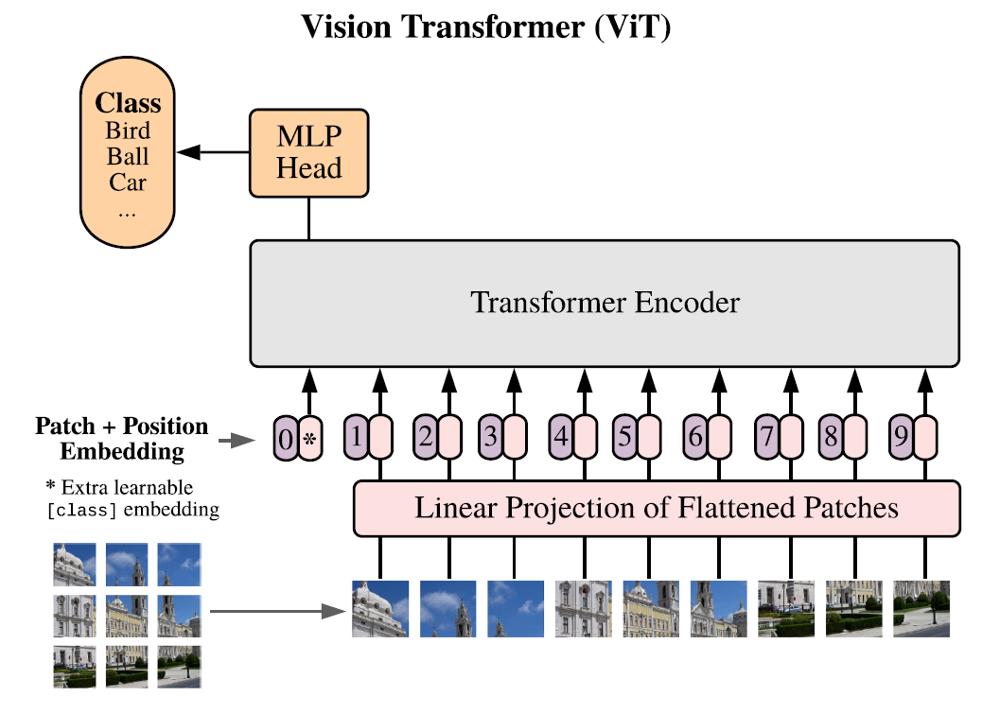 Vision Transformer (ViT)
Class
Bird
Ball
Car
...
MLP
Head
Transformer Encoder
Patch + Position
Embedding
0 * 1 2 3 4 5 6 7 8 9
* Extra learnable
[class] embedding
Linear Projection of Flattened Patches